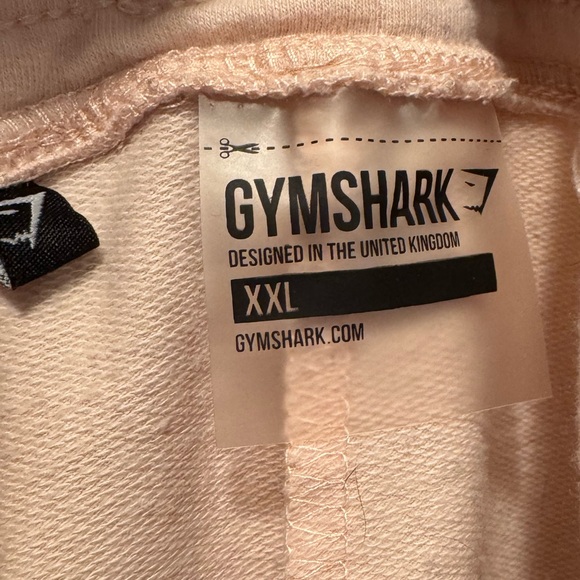 GYMSHARK
DESIGNED IN THE UNITED KINGDOM
XXL
GYMSHARK.COM